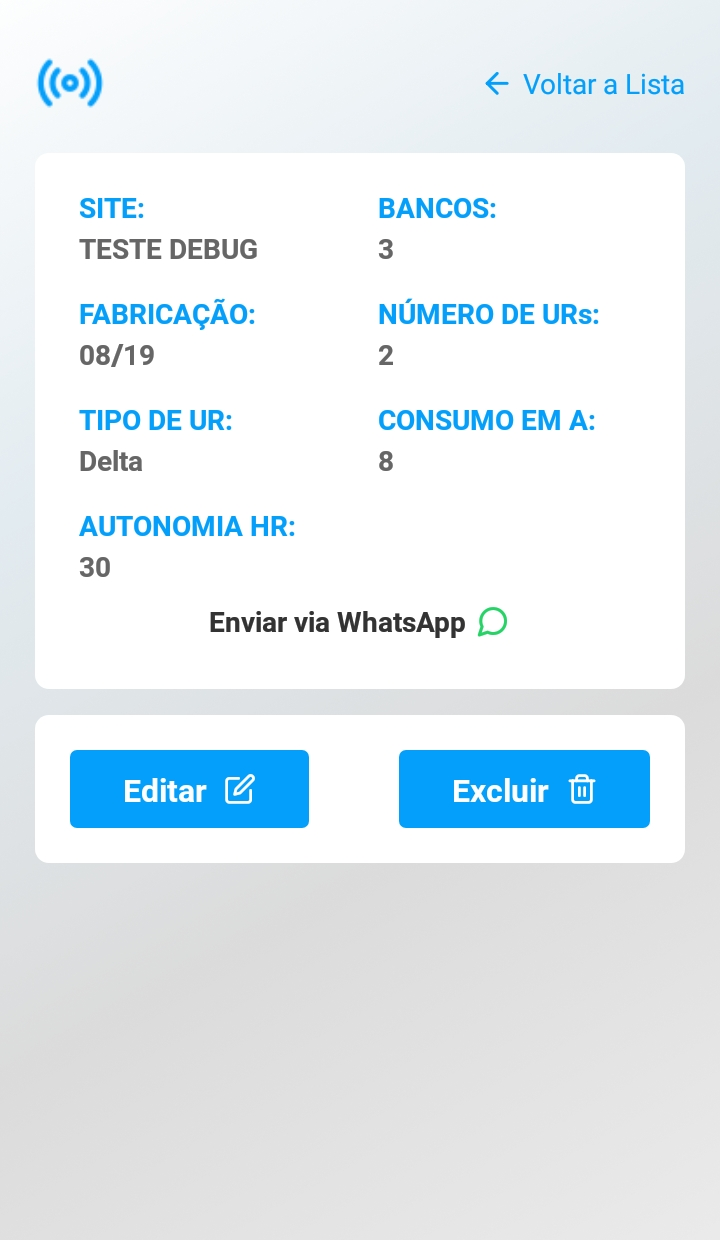 Voltar a Lista
SITE:
TESTE DEBUG
BANCOS:
3
FABRICAÇÃO:
08/19
NÚMERO DE URs:
2
TIPO DE UR:
Delta
CONSUMO EM A:
8
AUTONOMIA HR:
30
Enviar via WhatsApp
Editar
Excluir